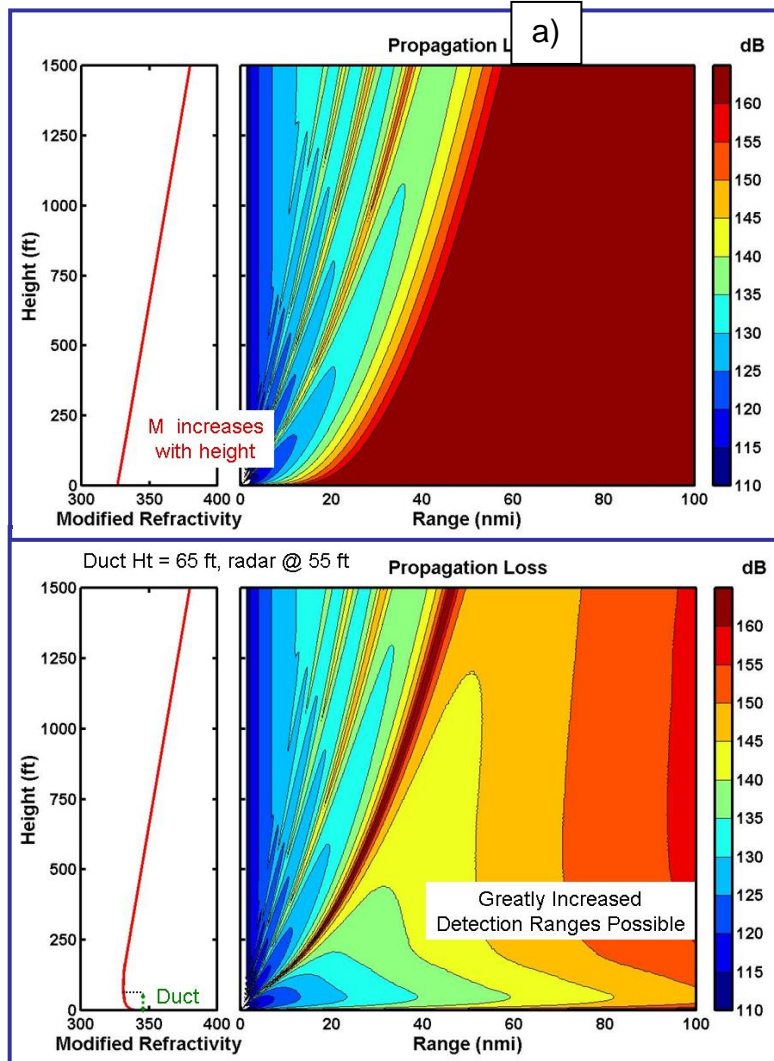 a)
Propagation L
dB
1500
1250
1000
750
500
250
0
Height (ft)
M increases
with height
300 350 400
Modified Refractivity
0 20 40 60 80 100
Range (nmi)
160
155
150
145
140
135
130
125
120
115
110
Duct Ht = 65 ft, radar @ 55 ft
Propagation Loss
dB
1500
1250
1000
750
500
250
0
Height (ft)
Duct
300 350 400
Modified Refractivity
Greatly Increased
Detection Ranges Possible
0 20 40 60 80 100
Range (nmi)
160
155
150
145
140
135
130
125
120
115
110